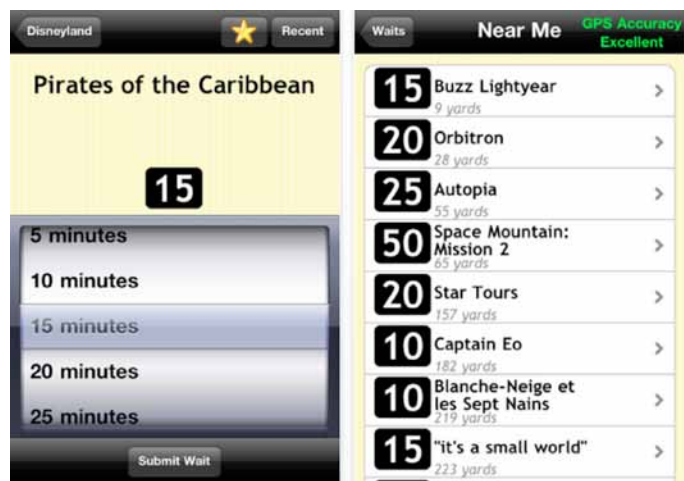 Disneyland
Recent
Pirates of the Caribbean
15
5 minutes
10 minutes
15 minutes
20 minutes
25 minutes
Submit Wait
Waits
Near Me
GPS Accuracy
Excellent
15 Buzz Lightyear
9 yards
20 Orbitron
28 yards
25 Autopia
55 yards
50 Space Mountain:
Mission 2
65 yards
20 Star Tours
157 yards
10 Captain Eo
182 yards
10 Blanche-Neige et
les Sept Nains
219 yards
15 "it's a small world"
223 yards